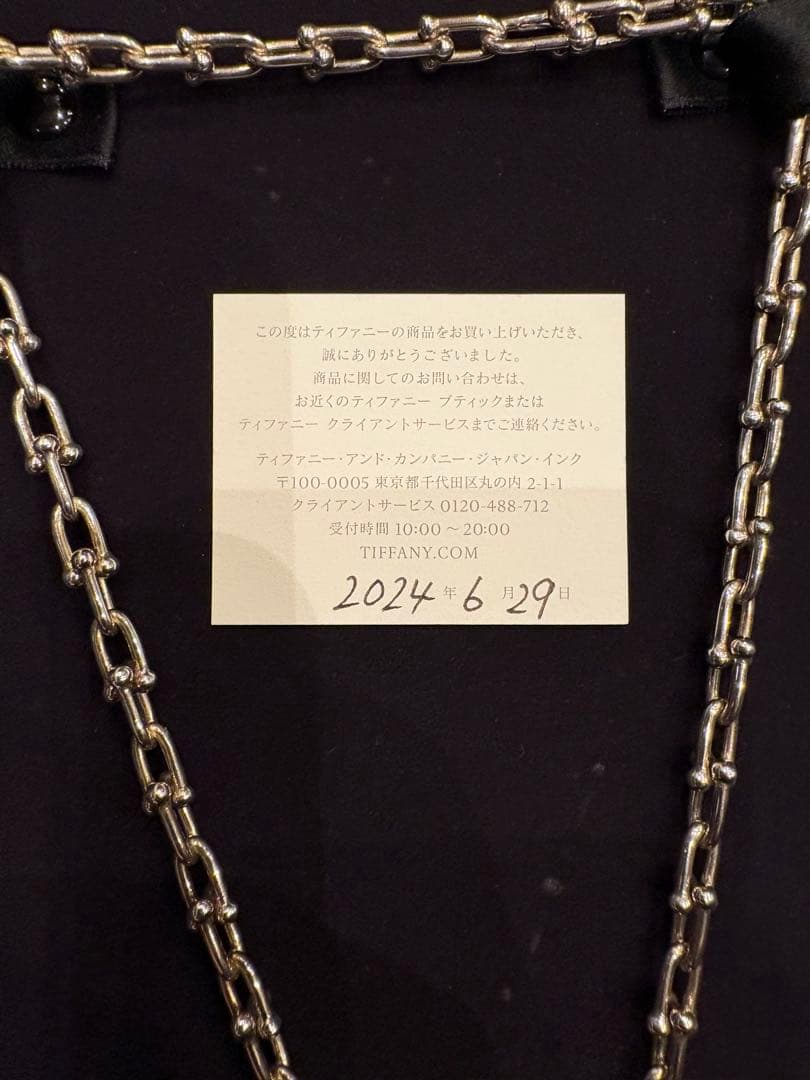 この度はティファニーの商品をお買い上げいただき、
誠にありがとうございました。
商品に関してのお問い合わせは、
お近くのティファニー ブティックまたは
ティファニー クライアントサービスまでご連絡ください。
ティファニー・アンド・カンパニー・ジャパン・インク
〒100-0005 東京都千代田区丸の内 2-1-1
クライアントサービス 0120-488-712
受付時間 10:00 〜 20:00
TIFFANY.COM
2024 年 6 月 29 日